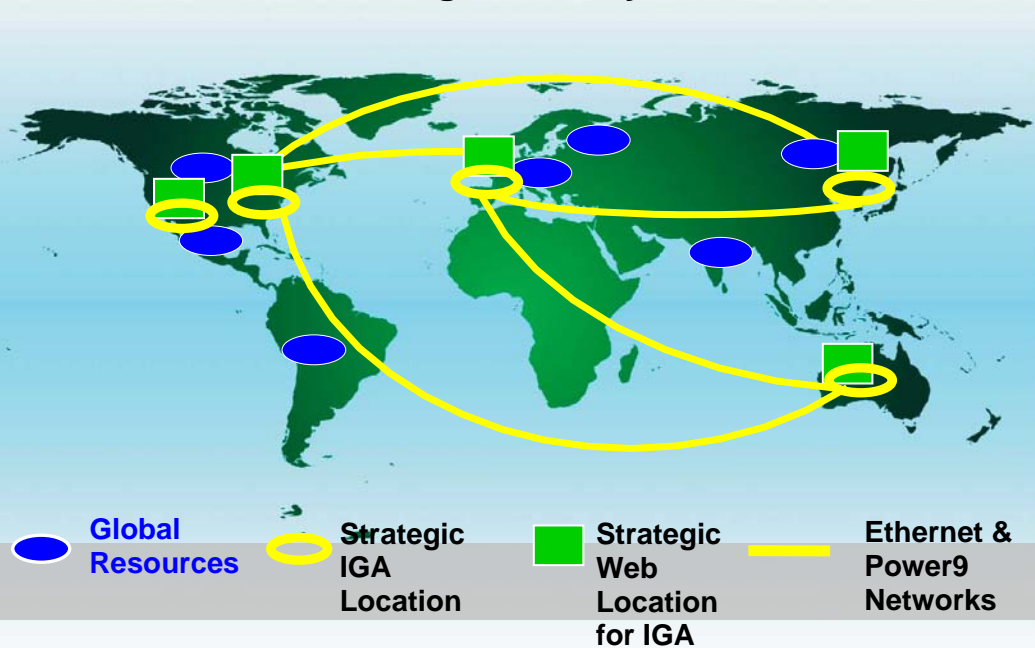 Global
Resources
Strategic
IGA
Location
Strategic
Web
Location
for IGA
Ethernet &
Power9
Networks